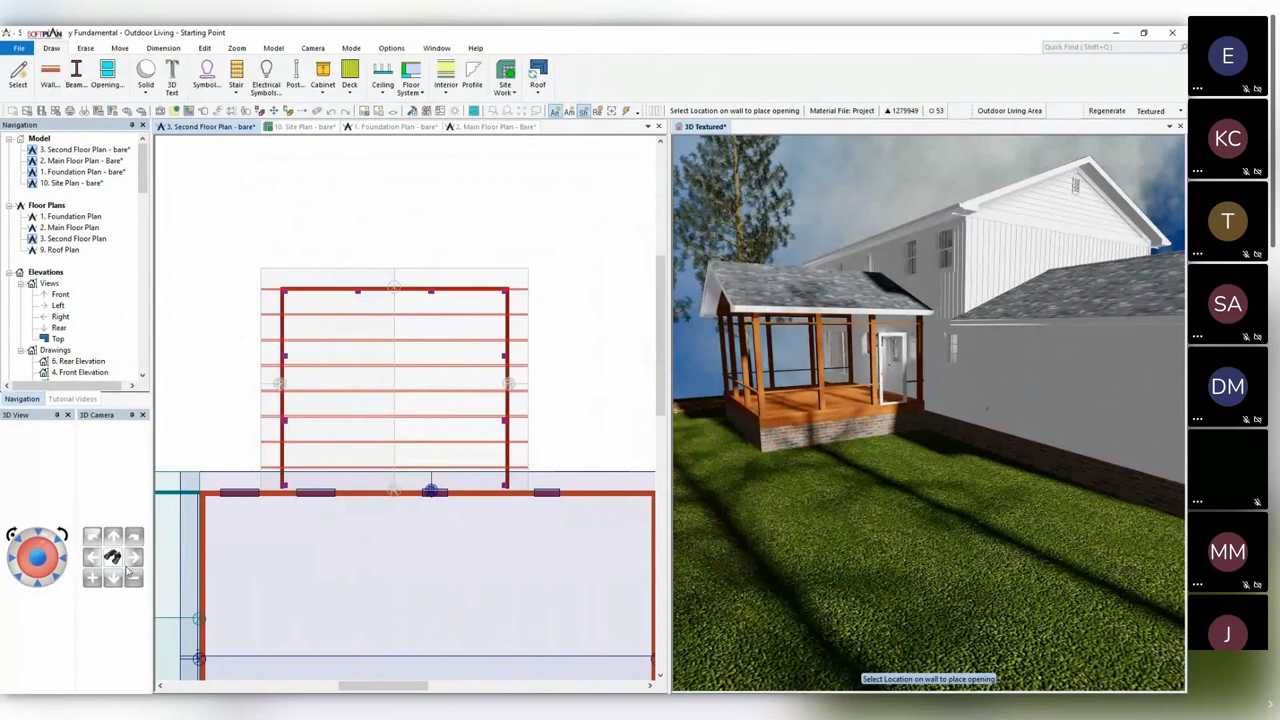 SOFTPLAN
y Fundamental - Outdoor Living - Starting Point
File Draw Erase Move Dimension Edit Zoom Model Camera Mode Options Window Help
Quick Find (Shift+Q)
Select Wall... Beam... Opening... Solid 3D Text Symbol... Stair Electrical Symbols... Post... Cabinet Deck Ceiling Floor System Interior Profile Site Work Roof
Select Location on wall to place opening Material File: Project 1279949 53 Outdoor Living Area Regenerate Textured
Navigation
3. Second Floor Plan - bare* 10. Site Plan - bare* 1. Foundation Plan - bare* 2. Main Floor Plan - Bare*
3D Textured*
Model
3. Second Floor Plan - bare*
2. Main Floor Plan - Bare*
1. Foundation Plan - bare*
10. Site Plan - bare*
Floor Plans
1. Foundation Plan
2. Main Floor Plan
3. Second Floor Plan
9. Roof Plan
Elevations
Views
Front
Left
Right
Rear
Top
Drawings
6. Rear Elevation
4. Front Elevation
Navigation Tutorial Videos
3D View 3D Camera
Select Location on wall to place opening
E
KC
T
SA
DM
MM
J